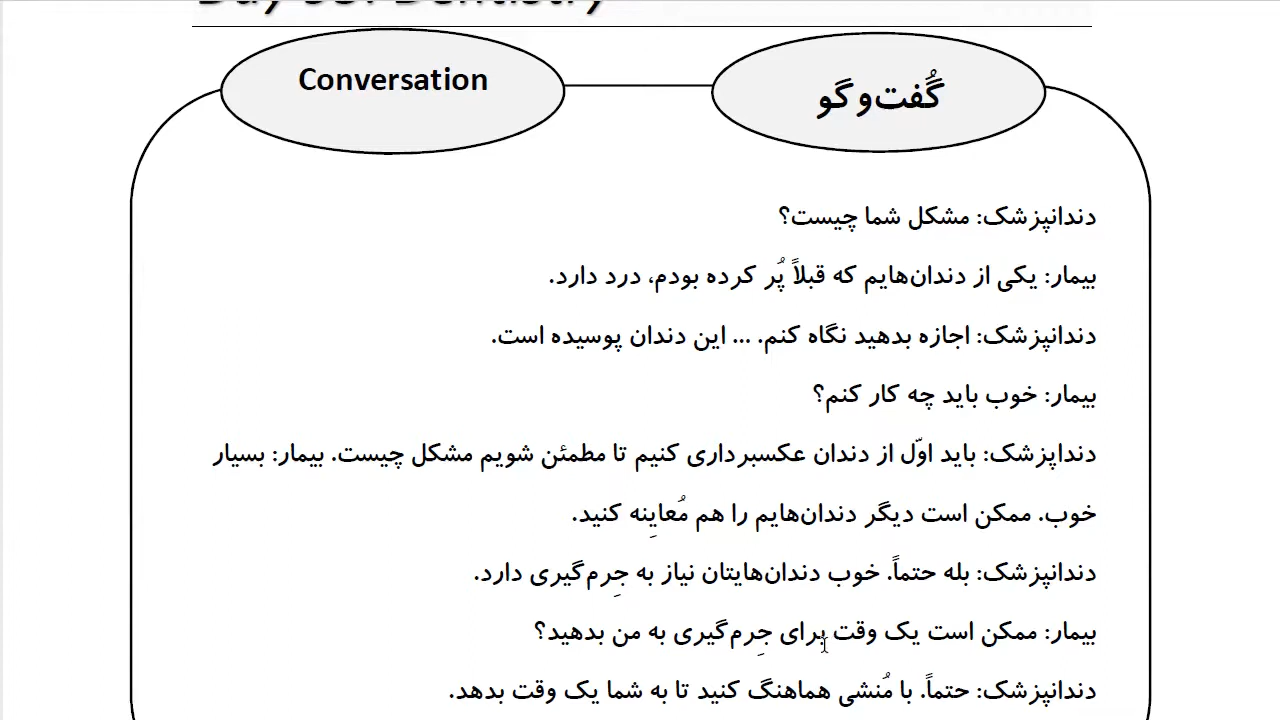 Conversation
گُفت‌و‌گو
دندانپزشک: مشکل شما چیست؟
بیمار: یکی از دندان‌هایم که قبلاً پُر کرده بودم، درد دارد.
دندانپزشک: اجازه بدهید نگاه کنم. ... این دندان پوسیده است.
بیمار: خوب باید چه کار کنم؟
دنداپزشک: باید اوّل از دندان عکسبرداری کنیم تا مطمئن شویم مشکل چیست. بیمار: بسیار
خوب. ممکن است دیگر دندان‌هایم را هم مُعایِنه کنید.
دندانپزشک: بله حتماً. خوب دندان‌هایتان نیاز به جِرم‌گیری دارد.
بیمار: ممکن است یک وقت برای جِرم‌گیری به من بدهید؟
دندانپزشک: حتماً. با مُنشی هماهنگ کنید تا به شما یک وقت بدهد.